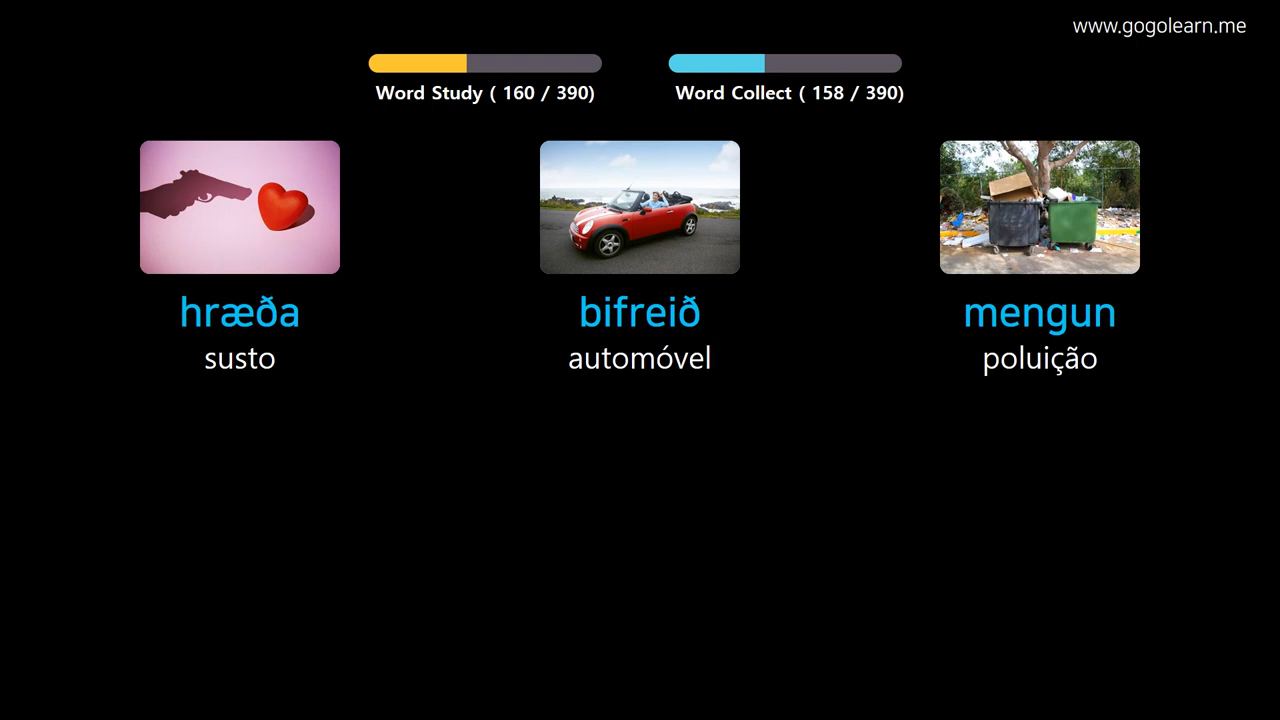 www.gogolearn.me
Word Study ( 160 / 390)
Word Collect ( 158 / 390)
hræða
susto
bifreið
automóvel
mengun
poluição